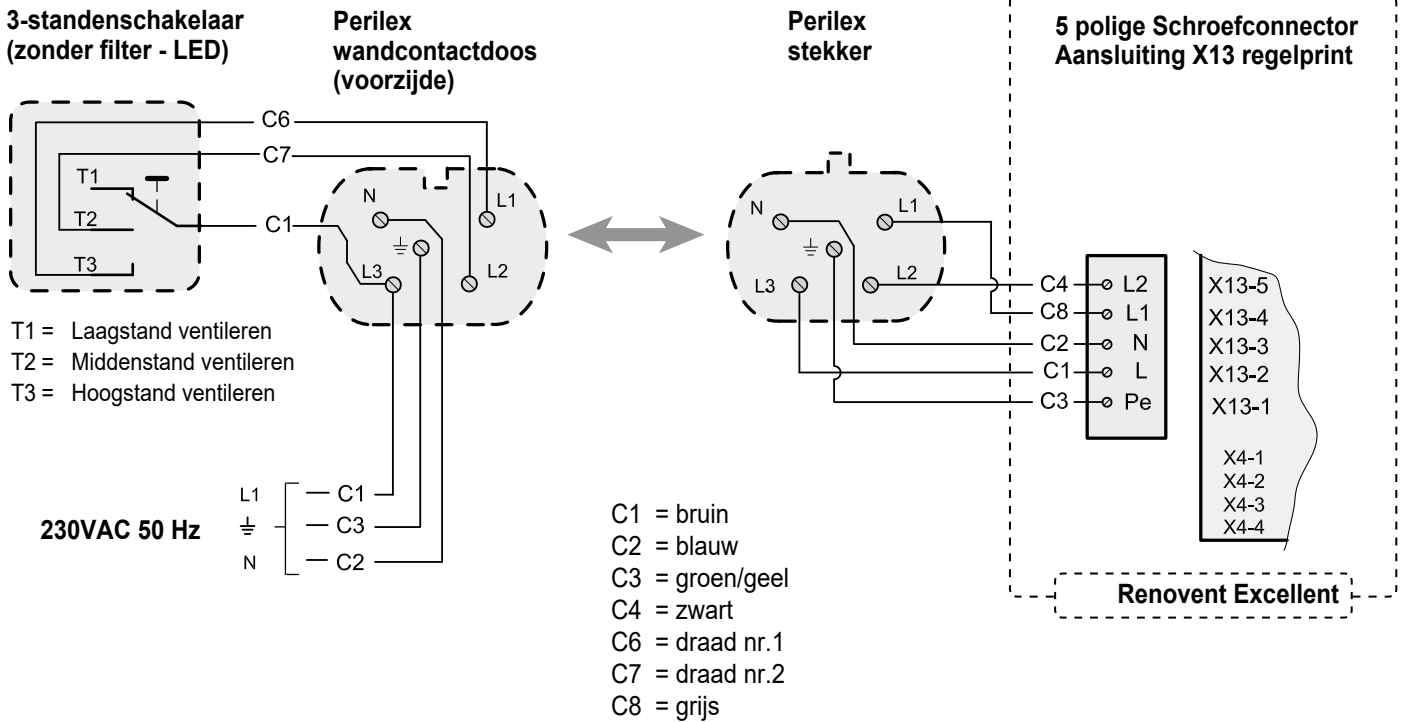 3-standenschakelaar
(zonder filter - LED)
Perilex
wandcontactdoos
(voorzijde)
Perilex
stekker
5 polige Schroefconnector
Aansluiting X13 regelprint
C6
C7
C1
T1
T2
T3
N
L1
L3
L2
N
L1
L3
L2
C4
C8
C2
C1
C3
L2
L1
N
L
Pe
X13-5
X13-4
X13-3
X13-2
X13-1
X4-1
X4-2
X4-3
X4-4
T1 = Laagstand ventileren
T2 = Middenstand ventileren
T3 = Hoogstand ventileren
230VAC 50 Hz
L1
N
C1
C3
C2
C1 = bruin
C2 = blauw
C3 = groen/geel
C4 = zwart
C6 = draad nr.1
C7 = draad nr.2
C8 = grijs
Renovent Excellent